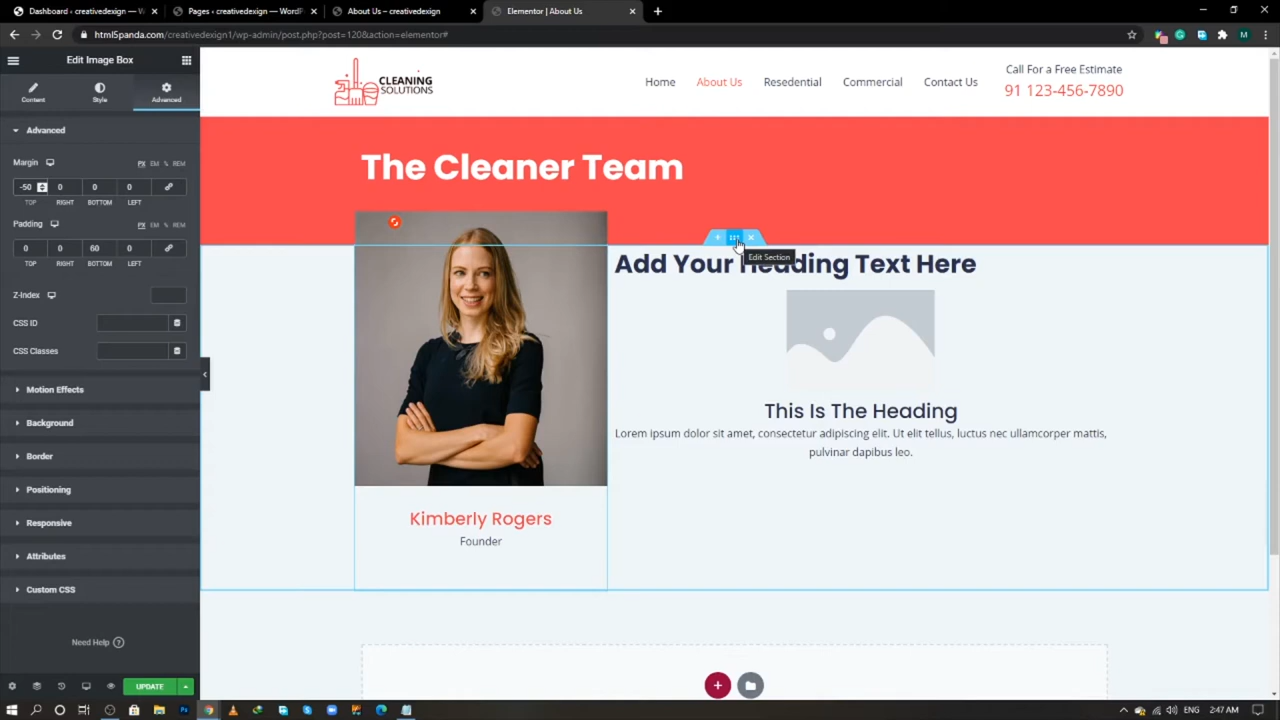 Dashboard ‹ creativedesign — W
Pages ‹ creativedesign — WordPr
About Us – creativedesign
Elementor | About Us
html5panda.com/creativedesign1/wp-admin/post.php?post=120&action=elementor#
M
Edit Image Box
Content
Style
Advanced
Advanced
Margin
PX EM % REM
-50 0 0 0
TOP RIGHT BOTTOM LEFT
Padding
PX EM % REM
0 0 60 0
TOP RIGHT BOTTOM LEFT
Z-Index
CSS ID
CSS Classes
Motion Effects
Background
Border
Positioning
Responsive
Attributes
Custom CSS
Need Help
UPDATE
CLEANING
SOLUTIONS
Home
About Us
Resedential
Commercial
Contact Us
Call For a Free Estimate
91 123-456-7890
The Cleaner Team
Edit Section
Add Your Heading Text Here
This Is The Heading
Lorem ipsum dolor sit amet, consectetur adipiscing elit. Ut elit tellus, luctus nec ullamcorper mattis,
pulvinar dapibus leo.
Kimberly Rogers
Founder
ENG
2:47 AM